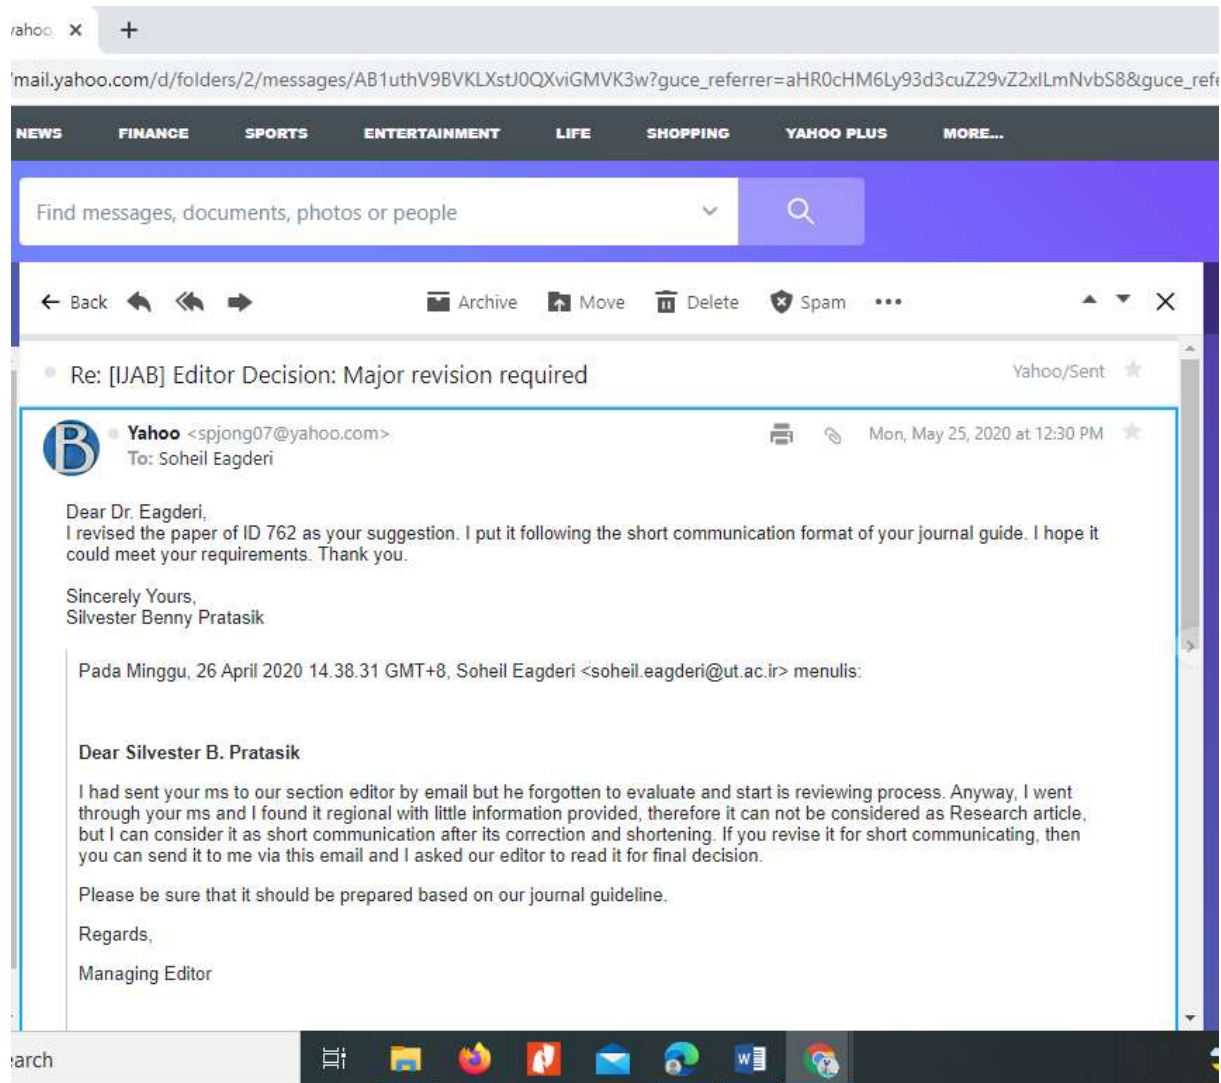 yahoo
mail.yahoo.com/d/folders/2/messages/AB1uthV9BVKLXstJ0QXviGMVK3w?guce_referrer=aHR0cHM6Ly93d3cuZ29vZ2xlLmNvbS8&guce_refe
NEWS FINANCE SPORTS ENTERTAINMENT LIFE SHOPPING YAHOO PLUS MORE...
Find messages, documents, photos or people
Back Archive Move Delete Spam
Re: [IJAB] Editor Decision: Major revision required Yahoo/Sent
Yahoo <spjong07@yahoo.com> Mon, May 25, 2020 at 12:30 PM
To: Soheil Eagderi
Dear Dr. Eagderi,
I revised the paper of ID 762 as your suggestion. I put it following the short communication format of your journal guide. I hope it
could meet your requirements. Thank you.
Sincerely Yours,
Silvester Benny Pratasik
Pada Minggu, 26 April 2020 14.38.31 GMT+8, Soheil Eagderi <soheil.eagderi@ut.ac.ir> menulis:
Dear Silvester B. Pratasik
I had sent your ms to our section editor by email but he forgotten to evaluate and start is reviewing process. Anyway, I went
through your ms and I found it regional with little information provided, therefore it can not be considered as Research article,
but I can consider it as short communication after its correction and shortening. If you revise it for short communicating, then
you can send it to me via this email and I asked our editor to read it for final decision.
Please be sure that it should be prepared based on our journal guideline.
Regards,
Managing Editor
earch